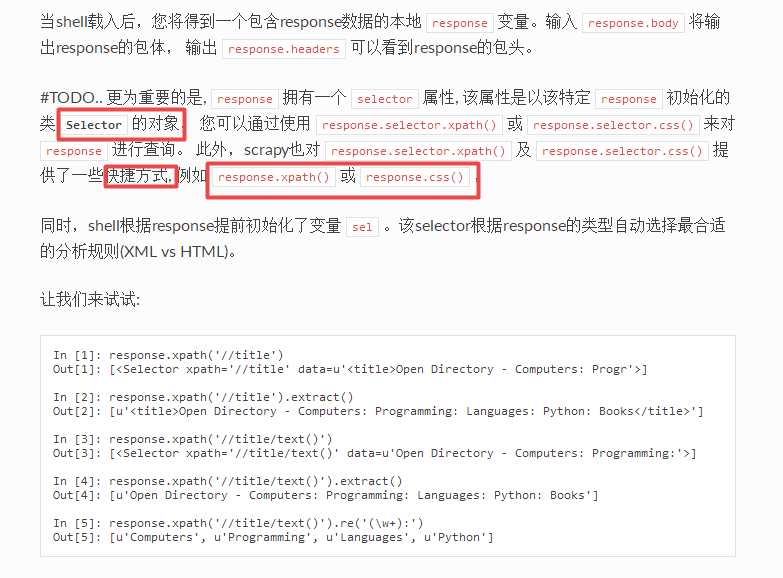 当shell载入后，您将得到一个包含response数据的本地 response 变量。输入 response.body 将输
出response的包体， 输出 response.headers 可以看到response的包头。
#TODO.. 更为重要的是, response 拥有一个 selector 属性, 该属性是以该特定 response 初始化的
类 Selector 的对象。 您可以通过使用 response.selector.xpath() 或 response.selector.css() 来对
response 进行查询。 此外，scrapy也对 response.selector.xpath() 及 response.selector.css() 提
供了一些快捷方式, 例如 response.xpath() 或 response.css() 。
同时，shell根据response提前初始化了变量 sel 。该selector根据response的类型自动选择最合适
的分析规则(XML vs HTML)。
让我们来试试:
In [1]: response.xpath('//title')
Out[1]: [<Selector xpath='//title' data=u'<title>Open Directory - Computers: Progr'>]
In [2]: response.xpath('//title').extract()
Out[2]: [u'<title>Open Directory - Computers: Programming: Languages: Python: Books</title>']
In [3]: response.xpath('//title/text()')
Out[3]: [<Selector xpath='//title/text()' data=u'Open Directory - Computers: Programming:'>]
In [4]: response.xpath('//title/text()').extract()
Out[4]: [u'Open Directory - Computers: Programming: Languages: Python: Books']
In [5]: response.xpath('//title/text()').re('(\w+):')
Out[5]: [u'Computers', u'Programming', u'Languages', u'Python']